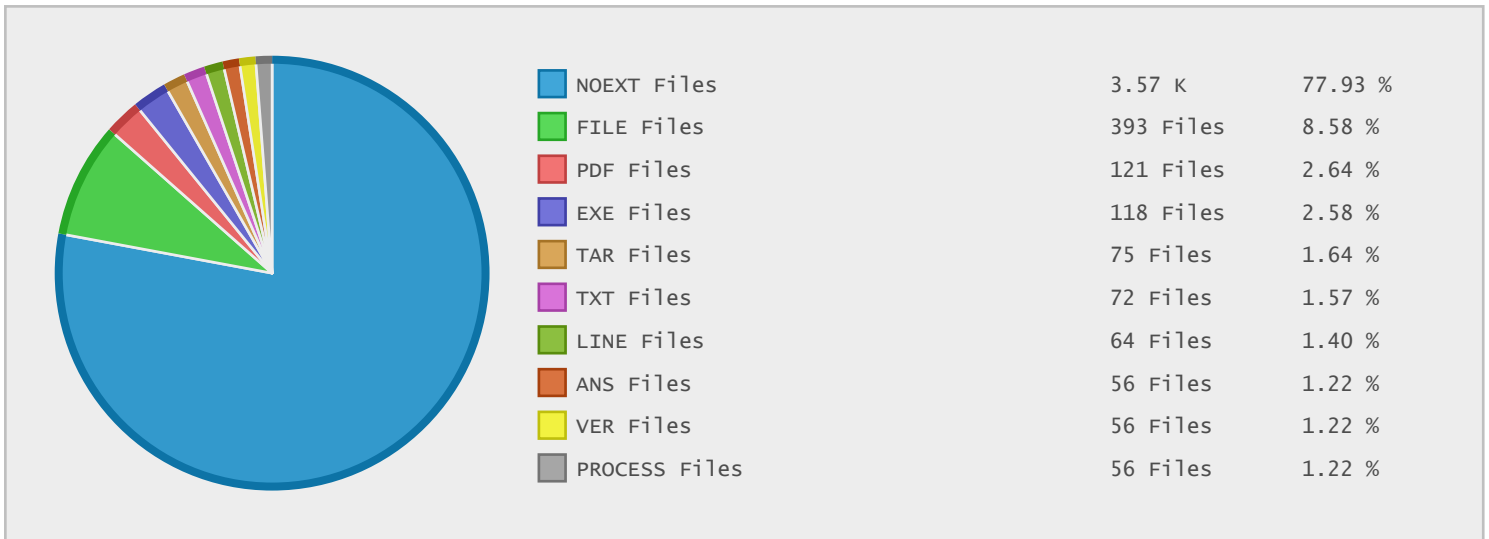 NOEXT Files 3.57 K 77.93 %
FILE Files 393 Files 8.58 %
PDF Files 121 Files 2.64 %
EXE Files 118 Files 2.58 %
TAR Files 75 Files 1.64 %
TXT Files 72 Files 1.57 %
LINE Files 64 Files 1.40 %
ANS Files 56 Files 1.22 %
VER Files 56 Files 1.22 %
PROCESS Files 56 Files 1.22 %